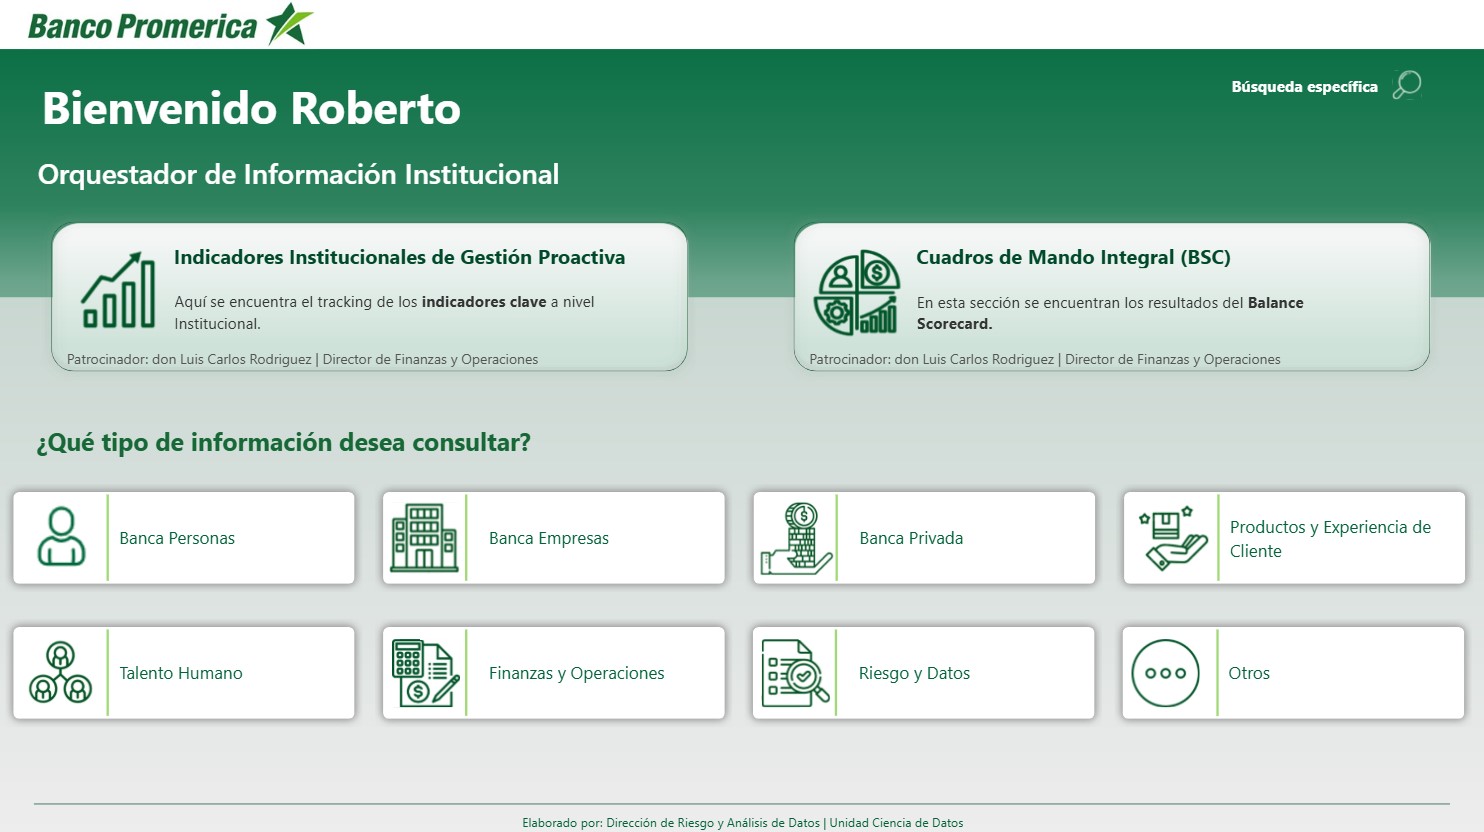 Banco Promerica
Búsqueda específica
Bienvenido Roberto
Orquestador de Información Institucional
Indicadores Institucionales de Gestión Proactiva
Aquí se encuentra el tracking de los indicadores clave a nivel
Institucional.
Patrocinador: don Luis Carlos Rodriguez | Director de Finanzas y Operaciones
Cuadros de Mando Integral (BSC)
En esta sección se encuentran los resultados del Balance
Scorecard.
Patrocinador: don Luis Carlos Rodriguez | Director de Finanzas y Operaciones
¿Qué tipo de información desea consultar?
Banca Personas
Banca Empresas
Banca Privada
Productos y Experiencia de
Cliente
Talento Humano
Finanzas y Operaciones
Riesgo y Datos
Otros
Elaborado por: Dirección de Riesgo y Análisis de Datos | Unidad Ciencia de Datos